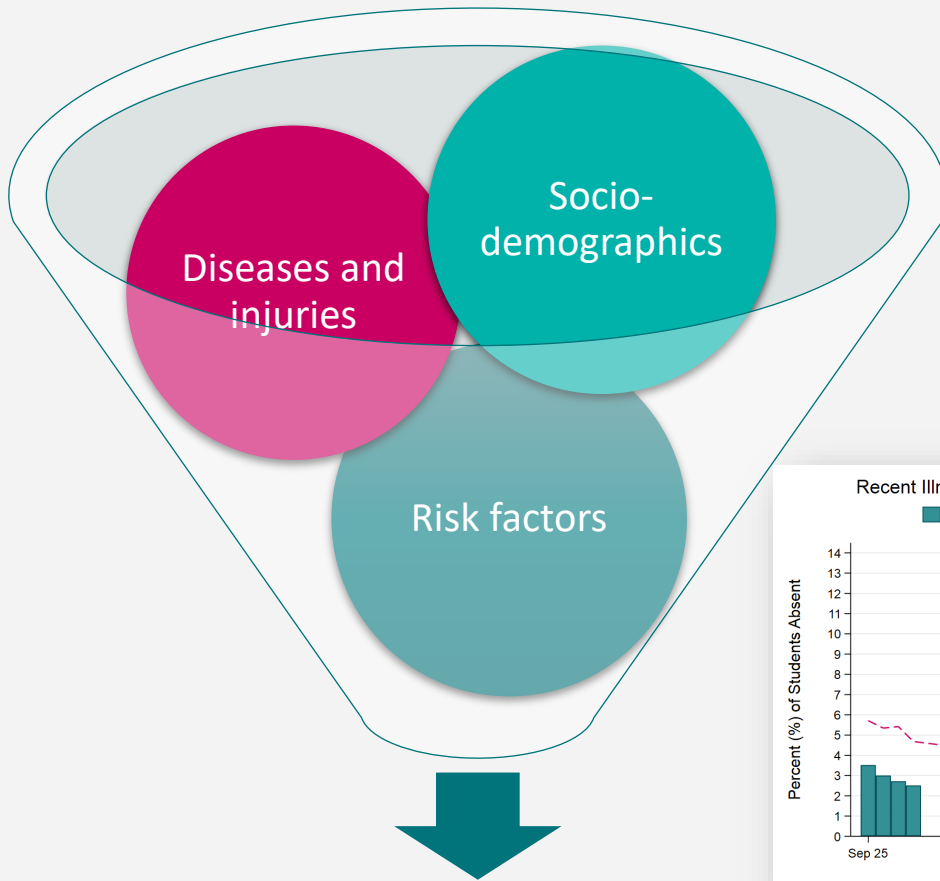 Socio-
demographics
Diseases and
injuries
Risk factors
Recent
Percent (%) of Students Absent
14
13
12
11
10
9
8
7
6
5
4
3
2
1
0
Sep 25